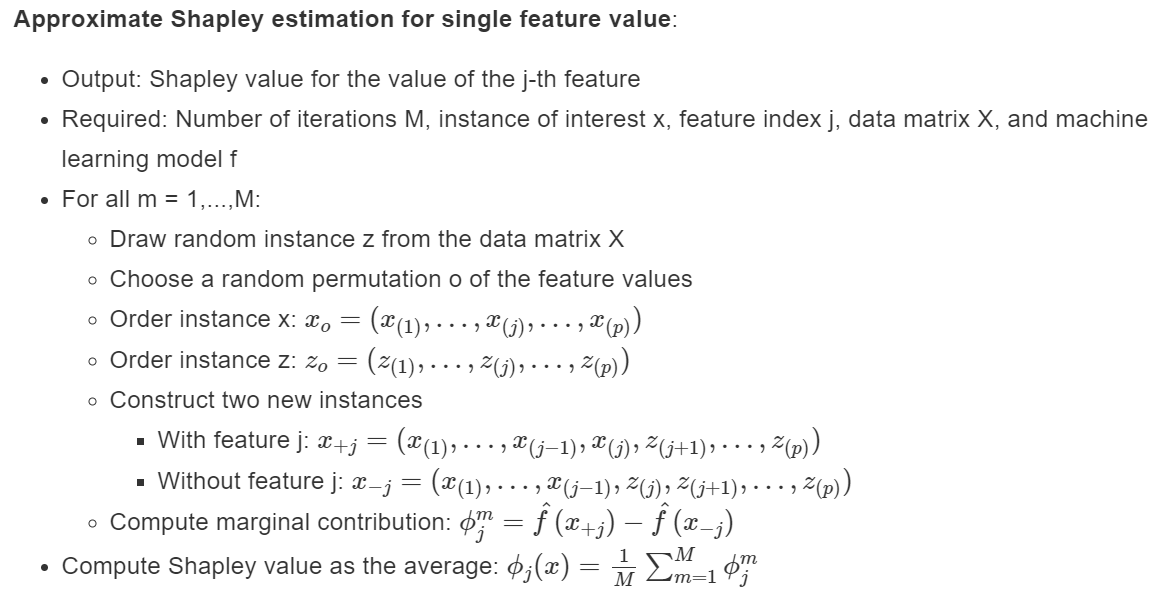 Approximate Shapley estimation for single feature value:
• Output: Shapley value for the value of the j-th feature
• Required: Number of iterations M, instance of interest x, feature index j, data matrix X, and machine
learning model f
• For all m = 1,...,M:
◦ Draw random instance z from the data matrix X
◦ Choose a random permutation o of the feature values
◦ Order instance x: $x_o = (x_{(1)}, \ldots, x_{(j)}, \ldots, x_{(p)})$
◦ Order instance z: $z_o = (z_{(1)}, \ldots, z_{(j)}, \ldots, z_{(p)})$
◦ Construct two new instances
▪ With feature j: $x_{+j} = (x_{(1)}, \ldots, x_{(j-1)}, x_{(j)}, z_{(j+1)}, \ldots, z_{(p)})$
▪ Without feature j: $x_{-j} = (x_{(1)}, \ldots, x_{(j-1)}, z_{(j)}, z_{(j+1)}, \ldots, z_{(p)})$
◦ Compute marginal contribution: $\phi_j^m = \hat{f}(x_{+j}) - \hat{f}(x_{-j})$
• Compute Shapley value as the average: $\phi_j(x) = \frac{1}{M} \sum_{m=1}^{M} \phi_j^m$